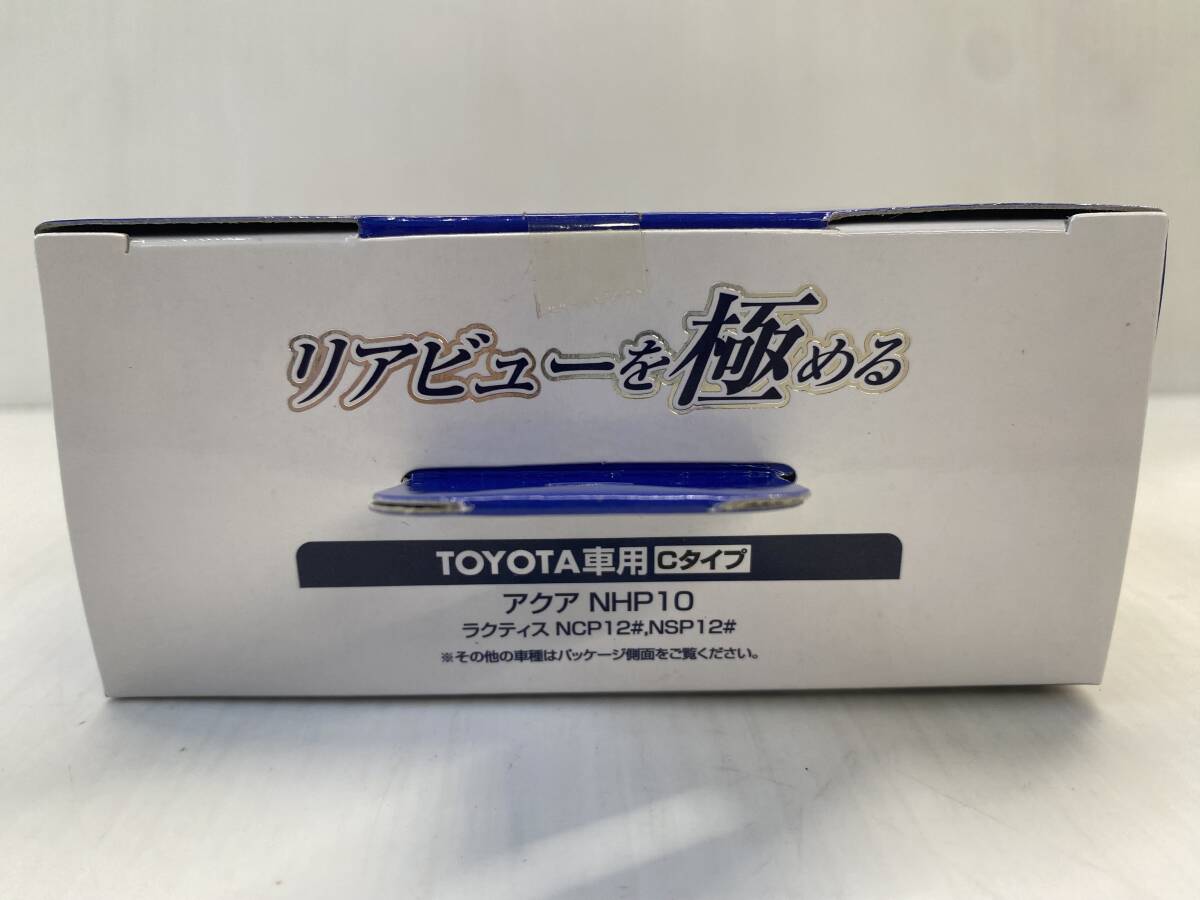 リアビューを極める
TOYOTA車用 Cタイプ
アクア NHP10
ラクティス NCP12#,NSP12#
※その他の車種はパッケージ側面をご覧ください。